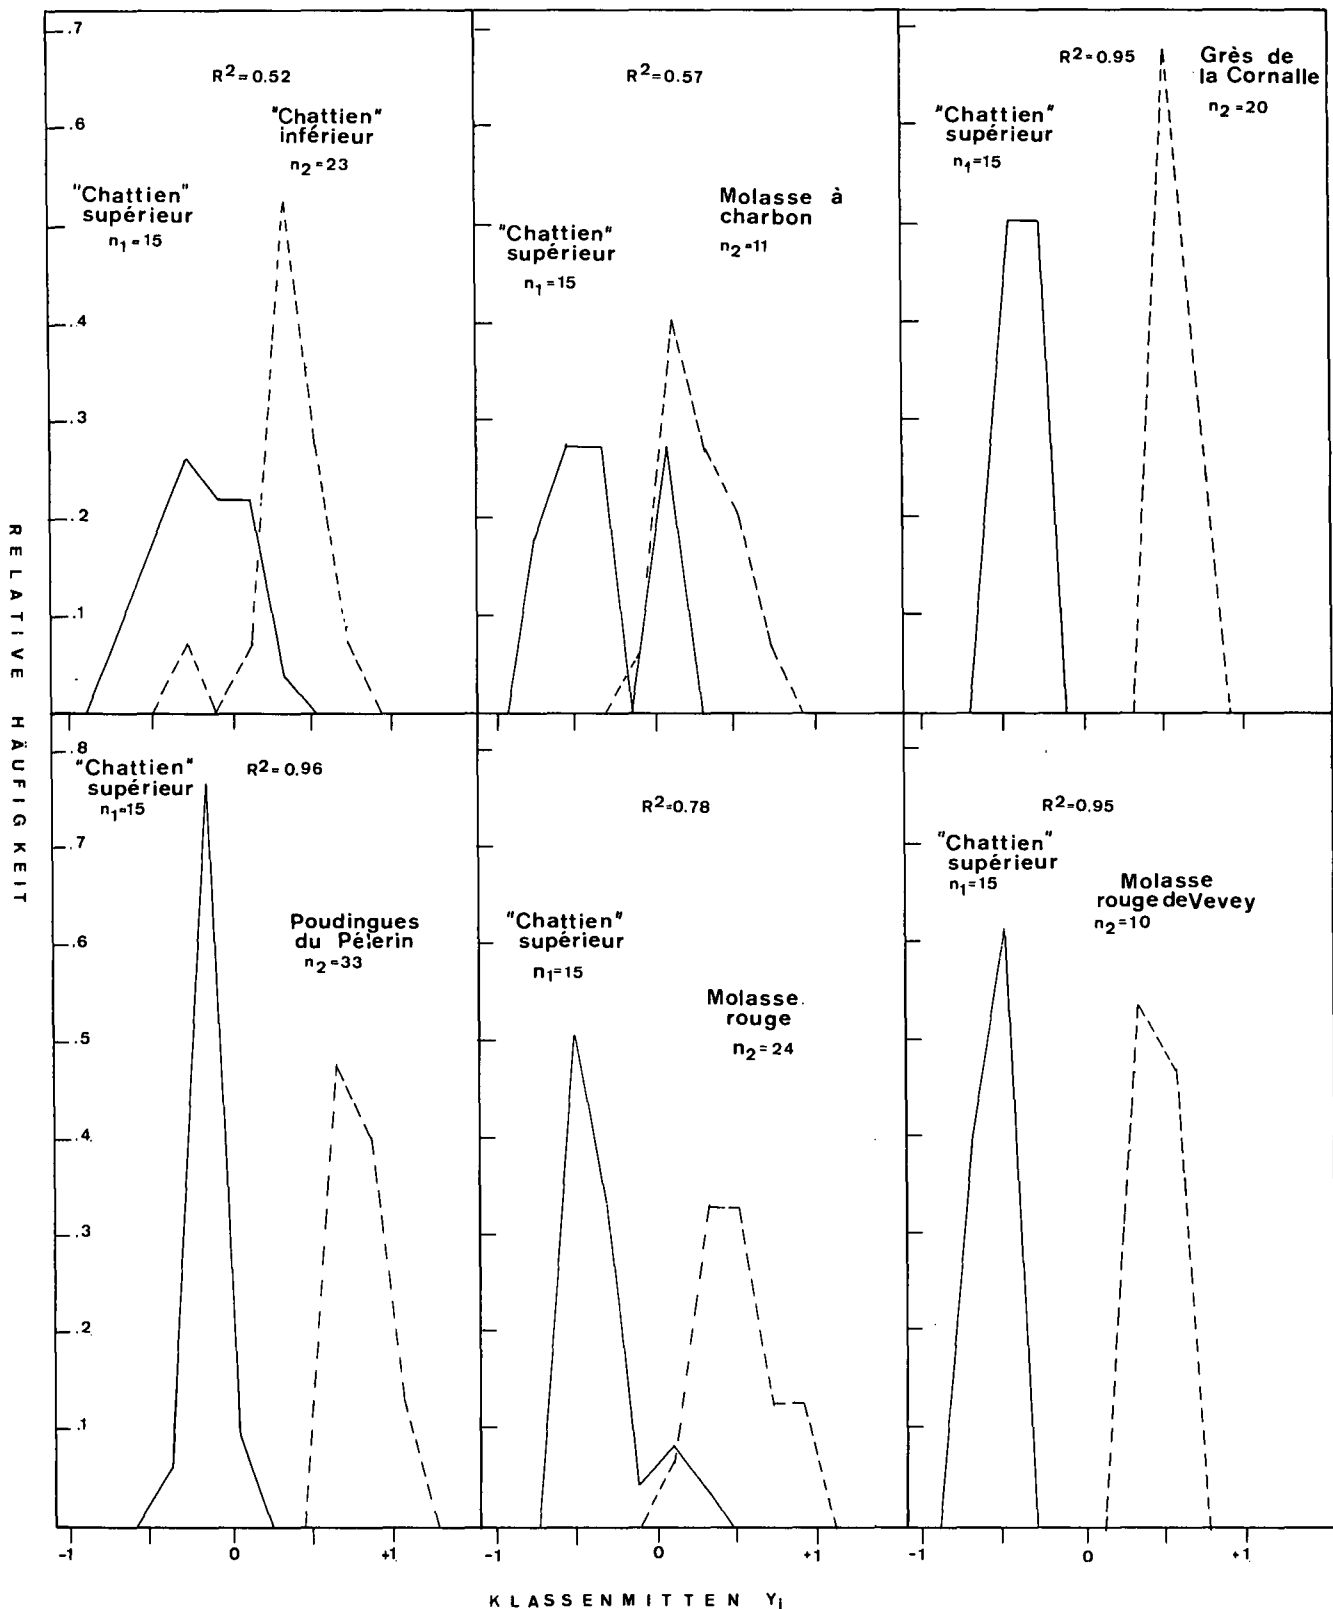 .7
.6
.5
.4
.3
.2
.1
R²=0.52
"Chattien"
inférieur
n₂=23
"Chattien"
supérieur
n₁=15
R²=0.57
Molasse à
charbon
n₂=11
"Chattien"
supérieur
n₁=15
R²=0.95
Grès de
la Cornalle
n₂=20
"Chattien"
supérieur
n₁=15
RELATIVE HÄUFIGKEIT
.8
.7
.6
.5
.4
.3
.2
.1
"Chattien"
supérieur
n₁=15
R²=0.96
Poudingues
du Pélerin
n₂=33
R²=0.78
"Chattien"
supérieur
n₁=15
Molasse
rouge
n₂=24
R²=0.95
"Chattien"
supérieur
n₁=15
Molasse
rouge de Vevey
n₂=10
-1 0 +1
-1 0 +1
-1 0 +1
KLASSENMITTEN Yᵢ